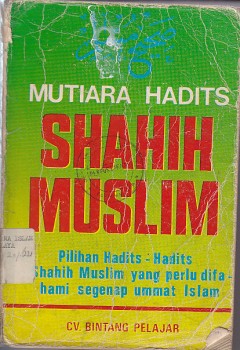 MUTIARA HADITS
SHAHIH
MUSLIM
Pilihan Hadits - Hadits
Shahih Muslim yang perlu difa-
hami segenap ummat Islam
CV. BINTANG PELAJAR